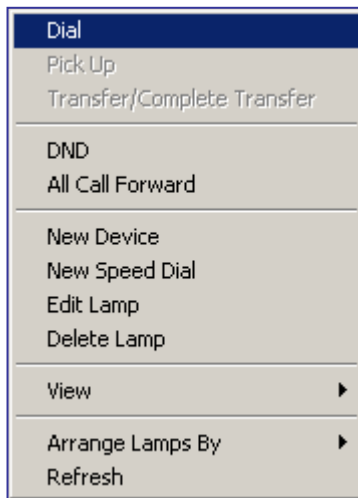 Dial
Pick Up
Transfer/Complete Transfer
DND
All Call Forward
New Device
New Speed Dial
Edit Lamp
Delete Lamp
View
Arrange Lamps By
Refresh